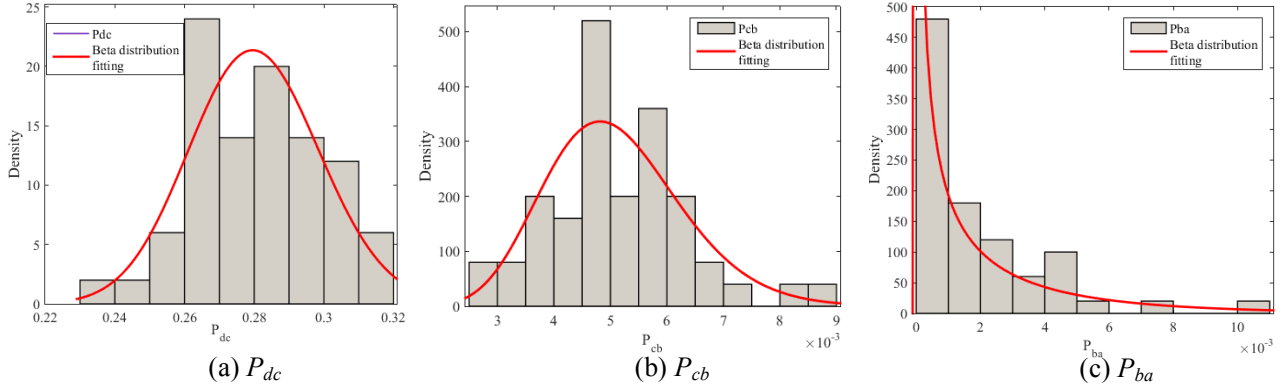 25
20
15
10
5
0
Density
0.22
0.24
0.26
0.28
0.3
0.32
P_dc
Pdc
Beta distribution
fitting
(a) P_dc
500
400
300
200
100
0
Density
3
4
5
6
7
8
9
×10⁻³
P_cb
Pcb
Beta distribution
fitting
(b) P_cb
500
450
400
350
300
250
200
150
100
50
0
Density
0
2
4
6
8
10
×10⁻³
P_ba
Pba
Beta distribution
fitting
(c) P_ba